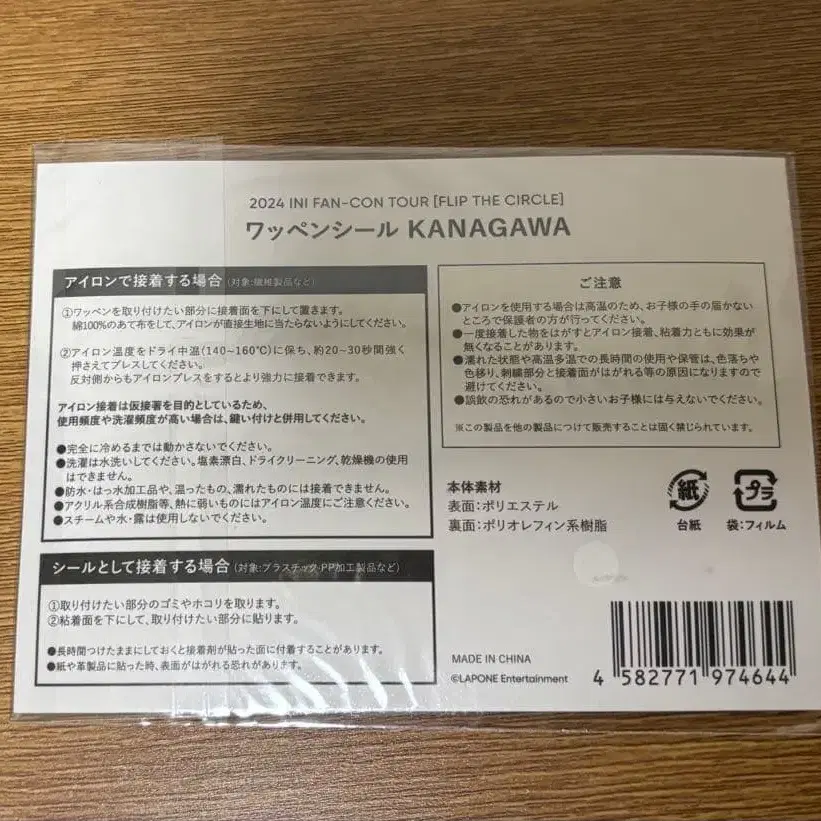 2024 INI FAN-CON TOUR [FLIP THE CIRCLE]
ワッペンシール KANAGAWA
アイロンで接着する場合 (対象:繊維製品など)
①ワッペンを取り付けたい部分に接着面を下にして置きます。
綿100%のあて布をして、アイロンが直接生地に当たらないようにしてください。
②アイロン温度をドライ中温(140~160℃)に保ち、約20~30秒間強く
押さえてプレスしてください。
反対側からもアイロンプレスをするとより強力に接着できます。
アイロン接着は仮接著を目的としているため、
使用頻度や洗濯頻度が高い場合は、縫い付けと併用してください。
●完全に冷めるまでは動かさないでください。
●洗濯は水洗いしてください。塩素漂白、ドライクリーニング、乾燥機の使用
はできません。
●防水・はっ水加工品や、湿ったもの、濡れたものには接着できません。
●アクリル系合成樹脂等、熱に弱いものにはアイロン温度にご注意ください。
●スチームや水・露は使用しないでください。
シールとして接着する場合 (対象:プラスチック・PP加工製品など)
①取り付けたい部分のゴミやホコリを取ります。
②粘着面を下にして、取り付けたい部分に貼ります。
●長時間つけたままにしておくと接着剤が貼った面に付着することがあります。
●紙や革製品に貼った時、表面がはがれる恐れがあります。
ご注意
●アイロンを使用する場合は高温のため、お子様の手の届かない
ところで保護者の方が行ってください。
●一度接着した物をはがすとアイロン接着、粘着力ともに効果が
無くなることがあります。
●濡れた状態や高温多湿での長時間の使用や保管は、色落ちや
色移り、刺繍部分と接着面がはがれる等の原因になりますので
避けてください。
●誤飲の恐れがあるので小さいお子様には与えないでください。
※この製品を他の製品につけて販売することは固く禁じられています。
本体素材
表面:ポリエステル
裏面:ポリオレフィン系樹脂
紙
台紙
プラ
袋:フィルム
MADE IN CHINA
©LAPONE Entertainment
4 582771 974644